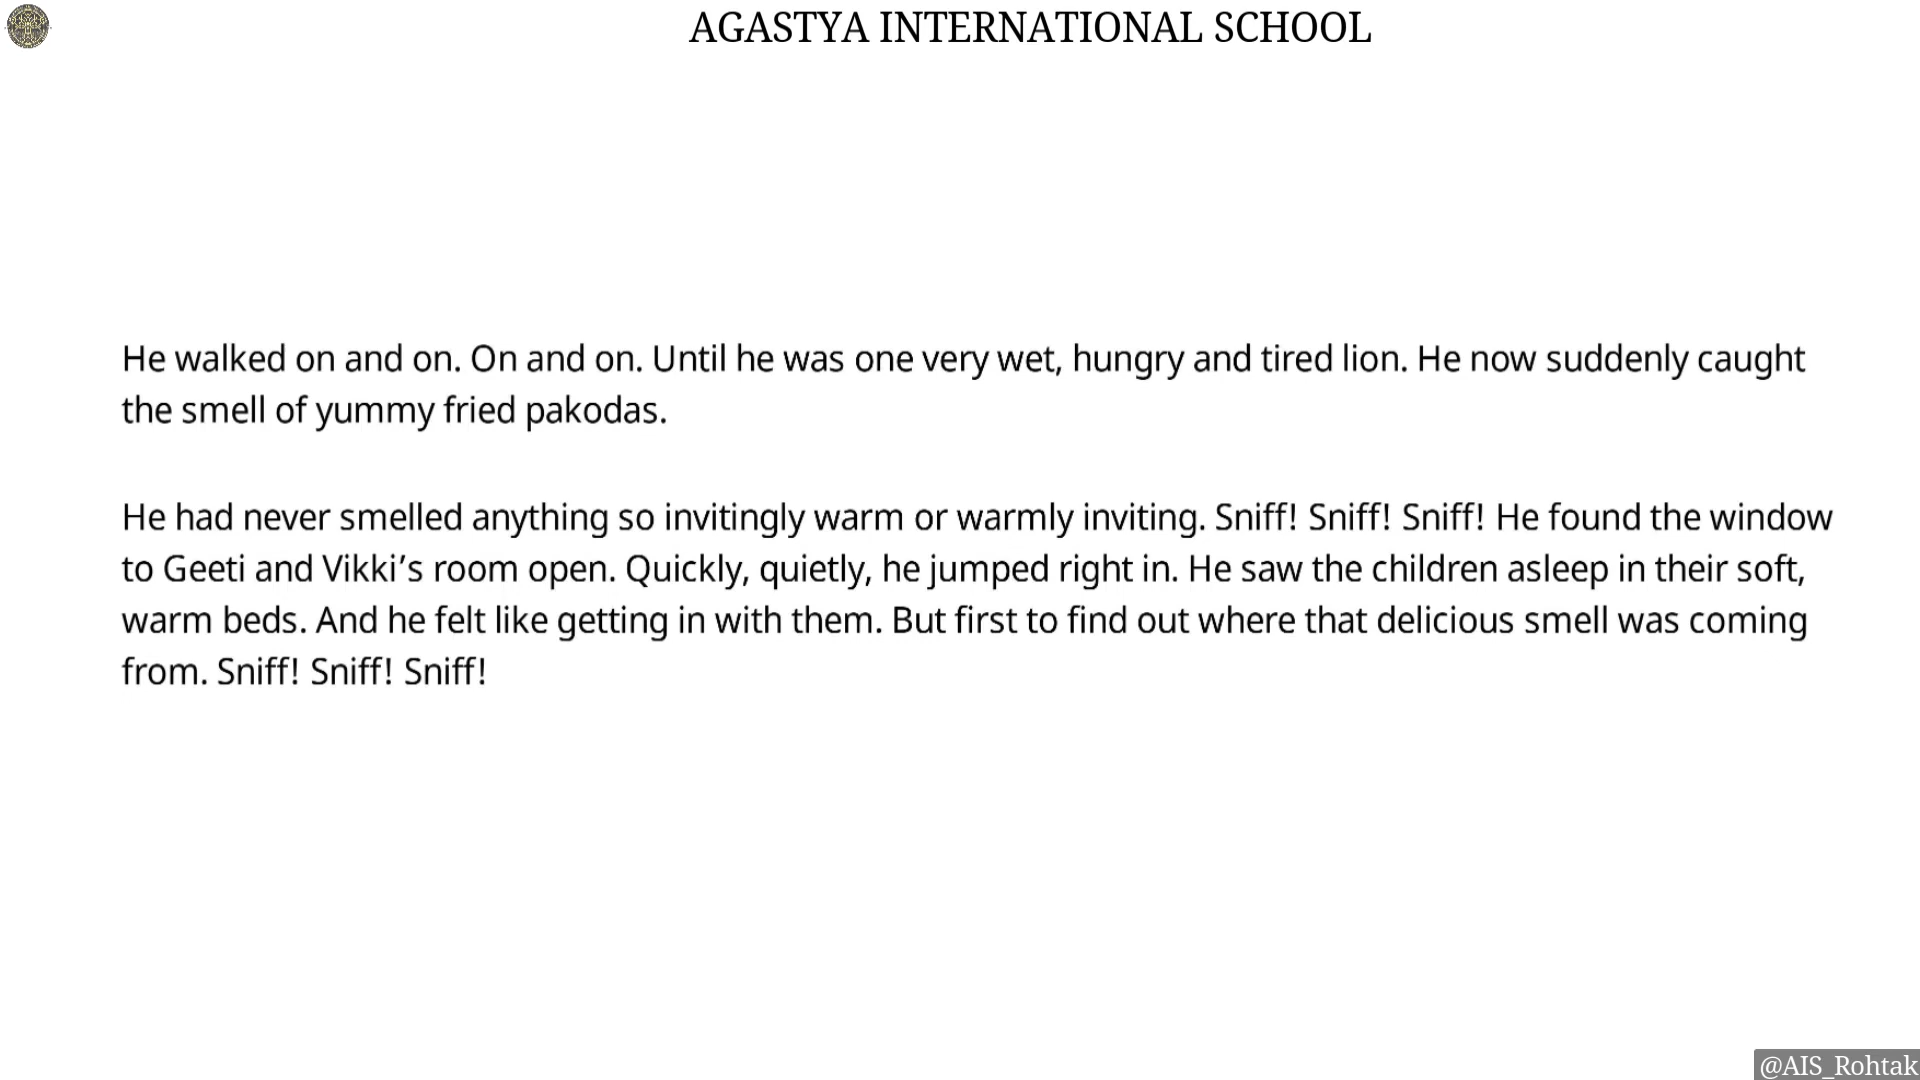 AGASTYA INTERNATIONAL SCHOOL
He walked on and on. On and on. Until he was one very wet, hungry and tired lion. He now suddenly caught
the smell of yummy fried pakodas.
He had never smelled anything so invitingly warm or warmly inviting. Sniff! Sniff! Sniff! He found the window
to Geeti and Vikki’s room open. Quickly, quietly, he jumped right in. He saw the children asleep in their soft,
warm beds. And he felt like getting in with them. But first to find out where that delicious smell was coming
from. Sniff! Sniff! Sniff!
@AIS_Rohtak